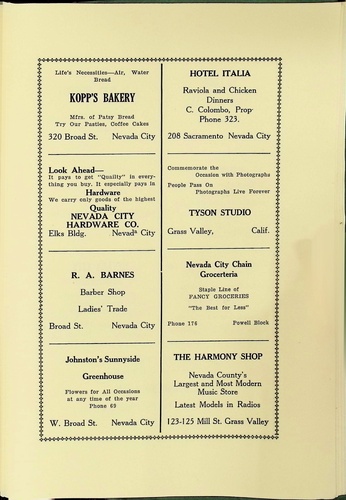 Life's Necessities—Air, Water
Bread
KOPP'S BAKERY
Mfrs. of Patsy Bread
Try Our Pasties, Coffee Cakes
320 Broad St. Nevada City
Look Ahead—
It pays to get "Quality" in every-
thing you buy. It especially pays in
Hardware
We carry only goods of the highest
Quality
NEVADA CITY
HARDWARE CO.
Elks Bldg. Nevada City
R. A. BARNES
Barber Shop
Ladies' Trade
Broad St. Nevada City
Johnston's Sunnyside
Greenhouse
Flowers for All Occasions
at any time of the year
Phone 63
W. Broad St. Nevada City
HOTEL ITALIA
Raviola and Chicken
Dinners
C. Colombo, Prop.
Phone 323.
208 Sacramento Nevada City
Commemorate the
Occasion with Photographs
People Pass On
Photographs Live Forever
TYSON STUDIO
Grass Valley, Calif.
Nevada City Chain
Groceteria
Staple Line of
FANCY GROCERIES
"The Best for Less"
Phone 176 Powell Block
THE HARMONY SHOP
Nevada County's
Largest and Most Modern
Music Store
Latest Models in Radios
123-125 Mill St. Grass Valley